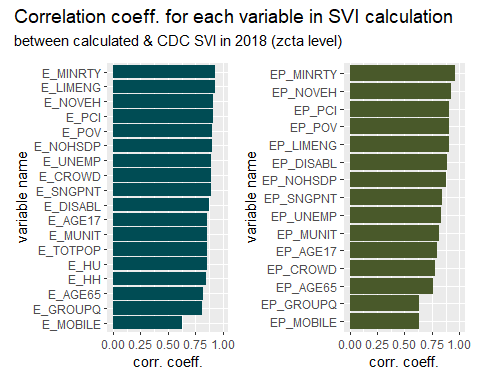 Correlation coeff. for each variable in SVI calculation
between calculated & CDC SVI in 2018 (zcta level)
variable name
E_MINRTY
E_LIMENG
E_NOVEH
E_PCI
E_POV
E_NOHSDP
E_UNEMP
E_CROWD
E_SNGPNT
E_DISABL
E_AGE17
E_MUNIT
E_TOTPOP
E_HU
E_HH
E_AGE65
E_GROUPQ
E_MOBILE
0.00 0.25 0.50 0.75 1.00
corr. coeff.
variable name
EP_MINRTY
EP_NOVEH
EP_PCI
EP_POV
EP_LIMENG
EP_DISABL
EP_NOHSDP
EP_SNGPNT
EP_UNEMP
EP_MUNIT
EP_AGE17
EP_CROWD
EP_AGE65
EP_GROUPQ
EP_MOBILE
0.00 0.25 0.50 0.75 1.00
corr. coeff.